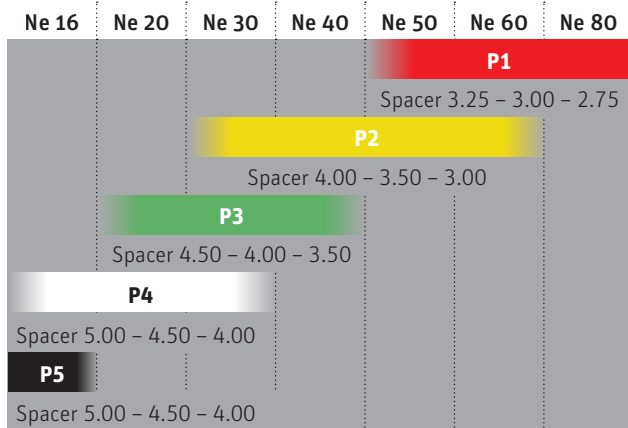 Ne 16 Ne 20 Ne 30 Ne 40 Ne 50 Ne 60 Ne 80
P1
Spacer 3.25 – 3.00 – 2.75
P2
Spacer 4.00 – 3.50 – 3.00
P3
Spacer 4.50 – 4.00 – 3.50
P4
Spacer 5.00 – 4.50 – 4.00
P5
Spacer 5.00 – 4.50 – 4.00